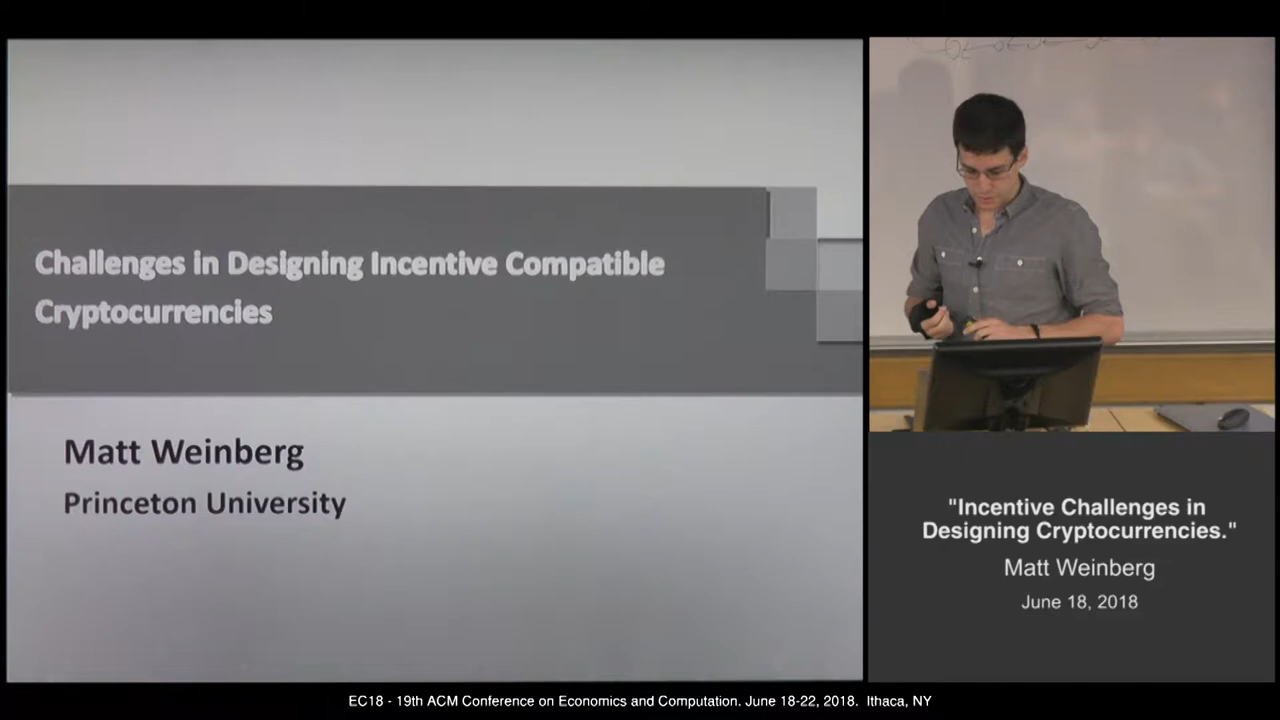 Challenges in Designing Incentive Compatible
Cryptocurrencies
Matt Weinberg
Princeton University
"Incentive Challenges in
Designing Cryptocurrencies."
Matt Weinberg
June 18, 2018
EC18 - 19th ACM Conference on Economics and Computation. June 18-22, 2018. Ithaca, NY